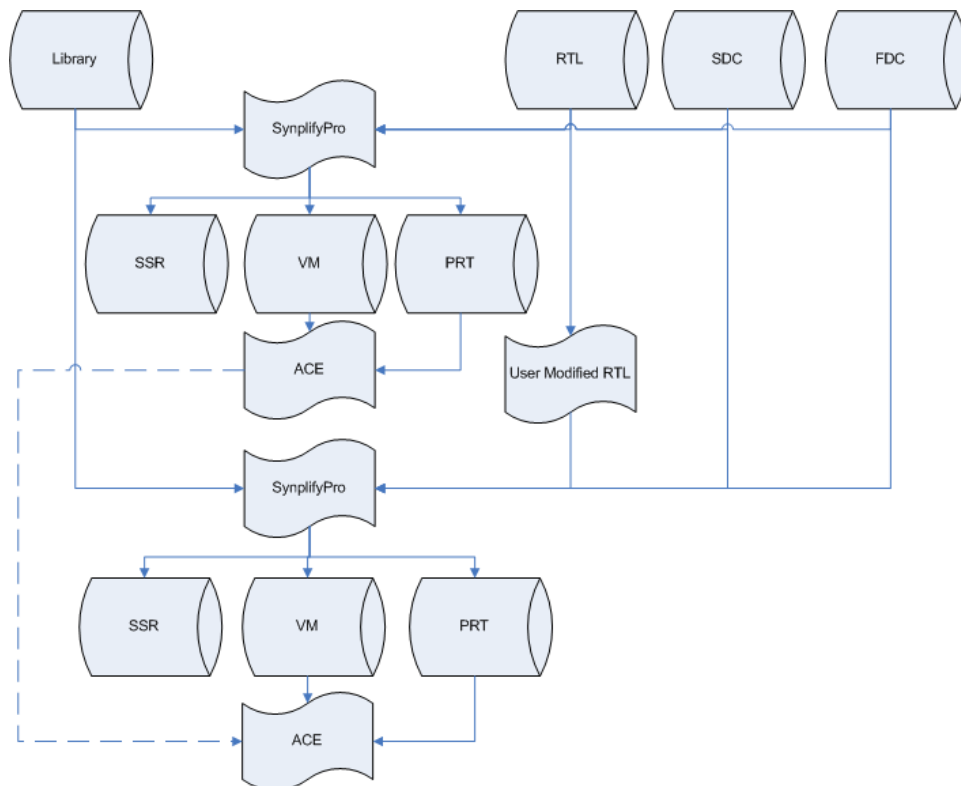 Library
RTL
SDC
FDC
SynplifyPro
SSR
VM
PRT
ACE
User Modified RTL
SynplifyPro
SSR
VM
PRT
ACE